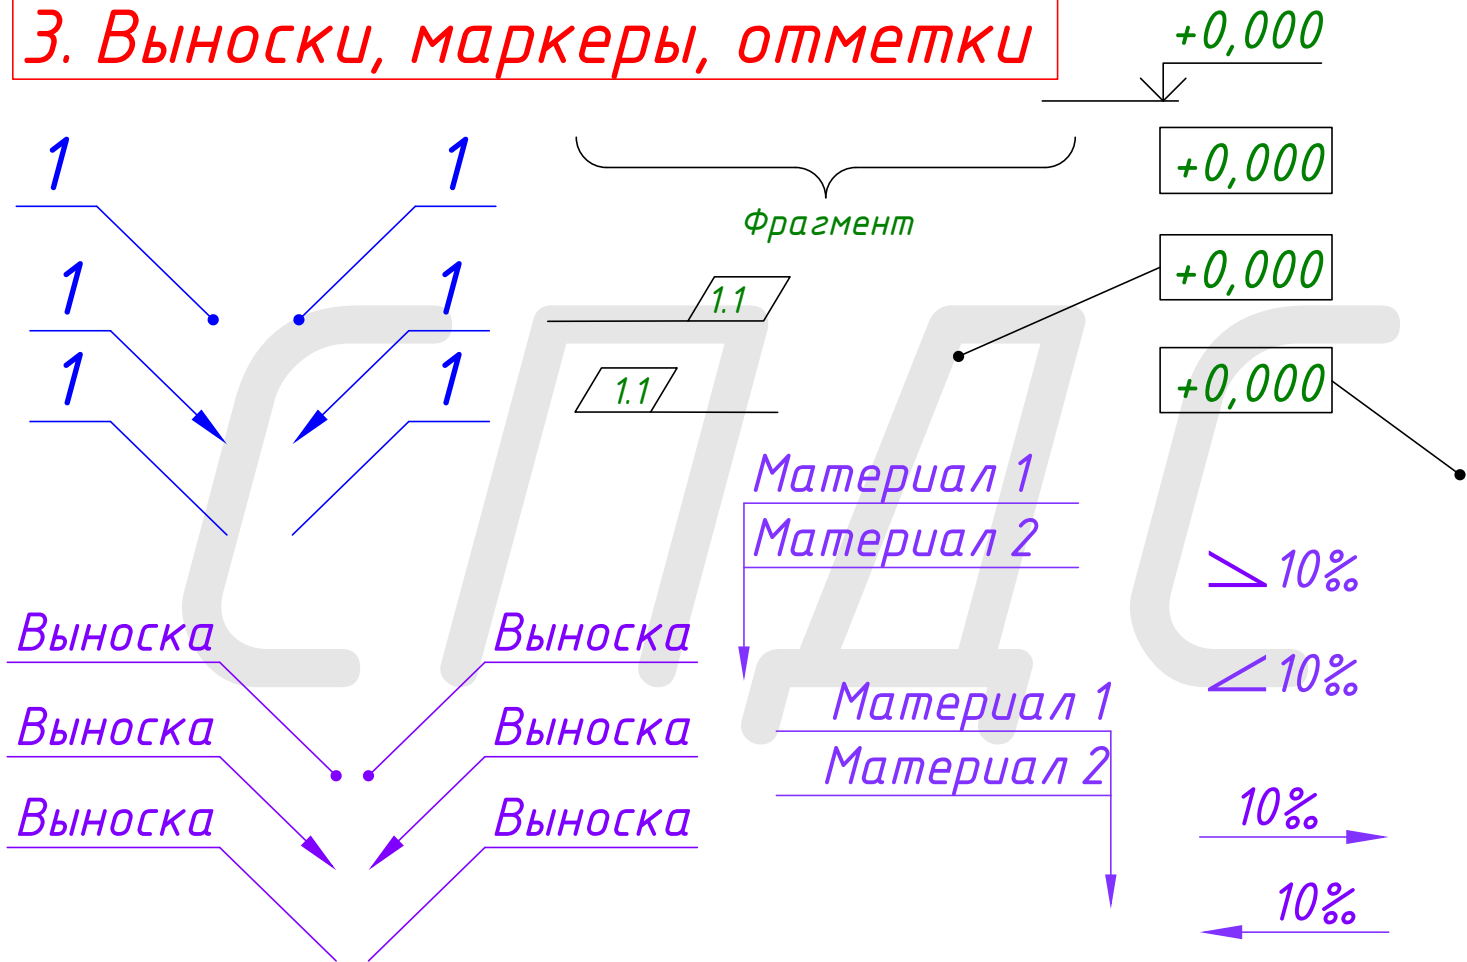 3. Выноски, маркеры, отметки
+0,000
1 1
+0,000
Фрагмент
1 1
+0,000
1.1
1 1
1.1
+0,000
СПДС
Материал 1
Материал 2
10‰
Выноска Выноска
10‰
Материал 1
Выноска Выноска
Материал 2
10‰
Выноска Выноска
10‰